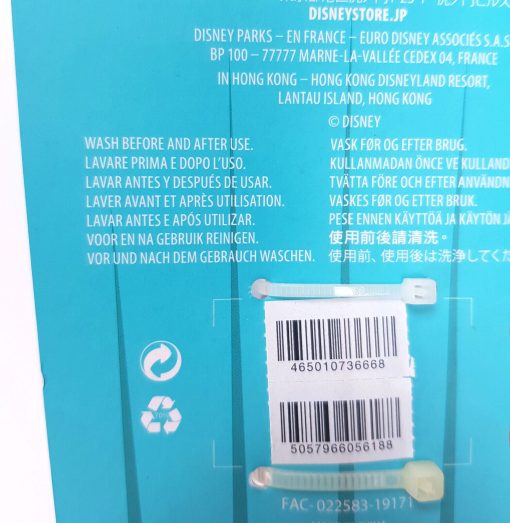 DISNEYSTORE.JP
DISNEY PARKS – EN FRANCE – EURO DISNEY ASSOCIÉS S.A.S
BP 100 – 77777 MARNE-LA-VALLÉE CEDEX 04, FRANCE
IN HONG KONG – HONG KONG DISNEYLAND RESORT,
LANTAU ISLAND, HONG KONG
© DISNEY
WASH BEFORE AND AFTER USE.
LAVARE PRIMA E DOPO L'USO.
LAVAR ANTES Y DESPUÉS DE USAR.
LAVER AVANT ET APRÈS UTILISATION.
LAVAR ANTES E APÓS UTILIZAR.
VOOR EN NA GEBRUIK REINIGEN.
VOR UND NACH DEM GEBRAUCH WASCHEN.
VASK FØR OG EFTER BRUG.
KULLANMADAN ÖNCE VE KULLAND
TVÄTTA FÖRE OCH EFTER ANVÄNDN
VASKES FØR OG ETTER BRUK.
PESE ENNEN KÄYTTÖÄ JA KÄYTÖN J
使用前後請清洗。
使用前、使用後は洗浄してく
465010736668
5057966056188
FAC- 022583-19171